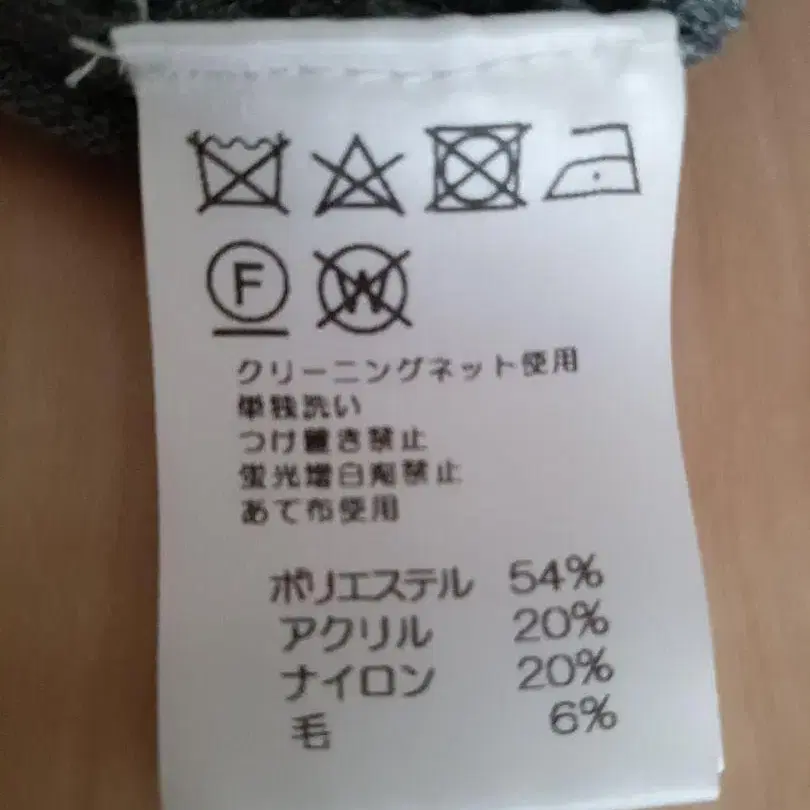 F W
クリーニングネット使用
単独洗い
つけ置き禁止
蛍光増白剤禁止
あて布使用
ポリエステル 54%
アクリル 20%
ナイロン 20%
毛 6%